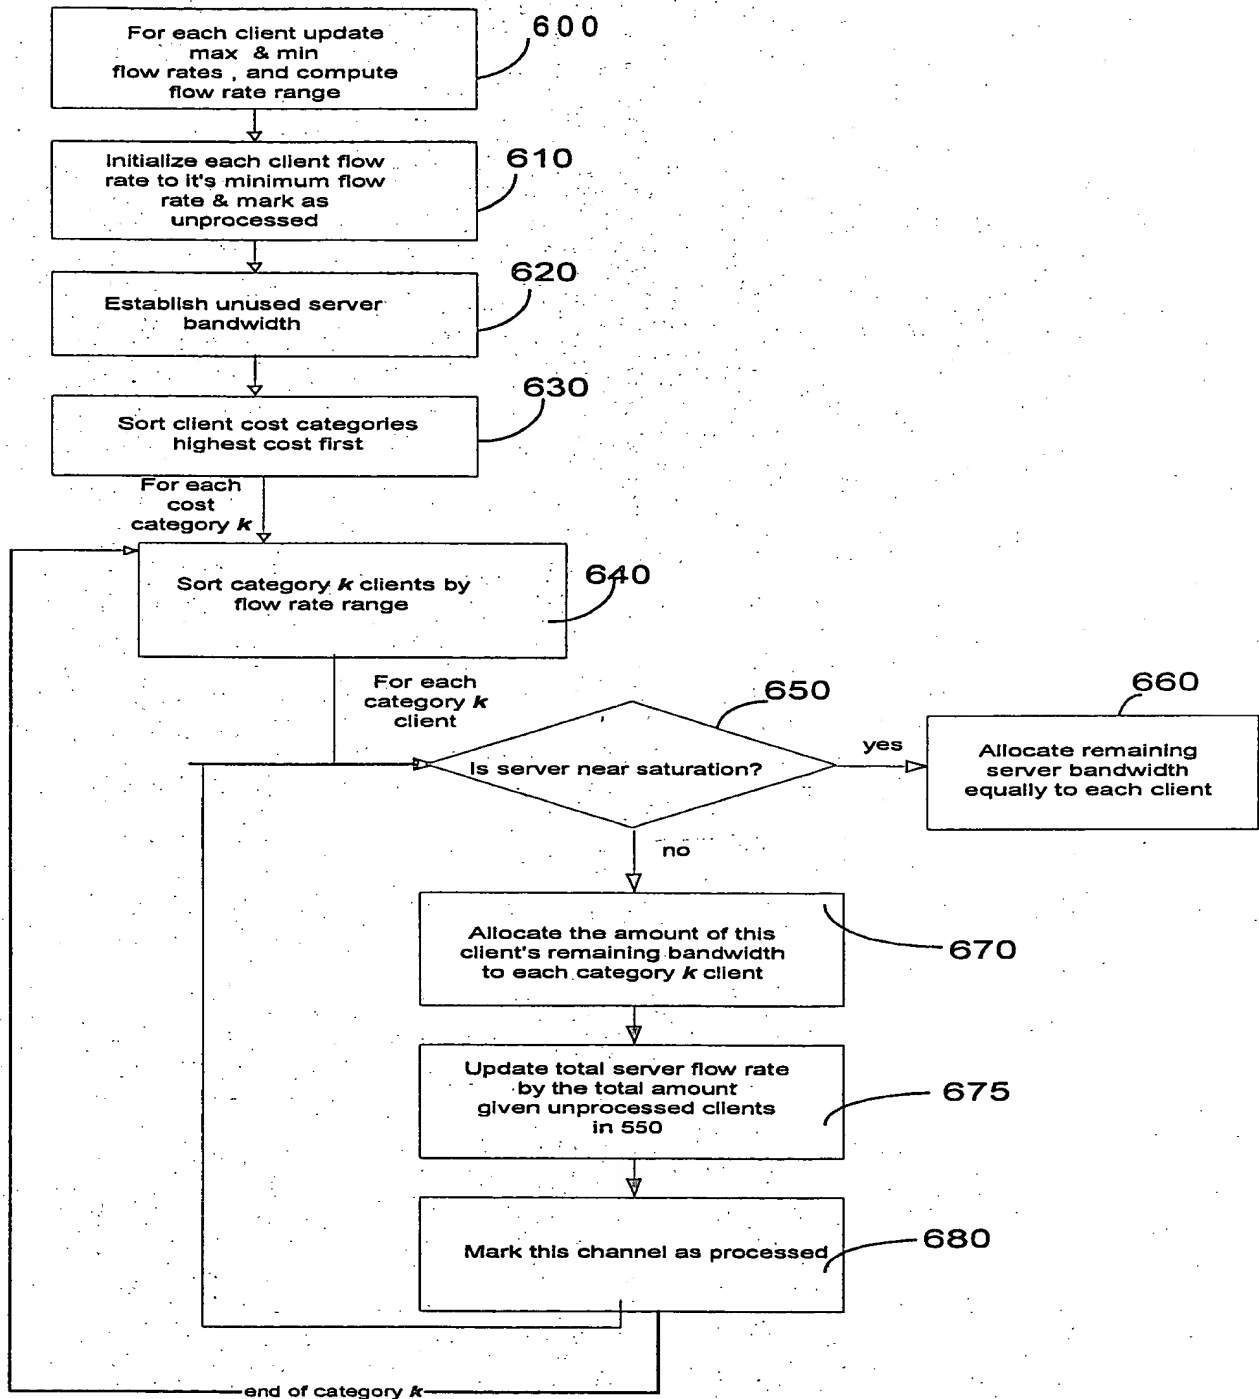 For each client update
max & min
flow rates , and compute
flow rate range
600
Initialize each client flow
rate to it's minimum flow
rate & mark as
unprocessed
610
Establish unused server
bandwidth
620
Sort client cost categories
highest cost first
630
For each
cost
category k
Sort category k clients by
flow rate range
640
For each
category k
client
Is server near saturation?
650
yes
Allocate remaining
server bandwidth
equally to each client
660
no
Allocate the amount of this
client's remaining bandwidth
to each category k client
670
Update total server flow rate
by the total amount
given unprocessed clients
in 550
675
Mark this channel as processed
680
end of category k